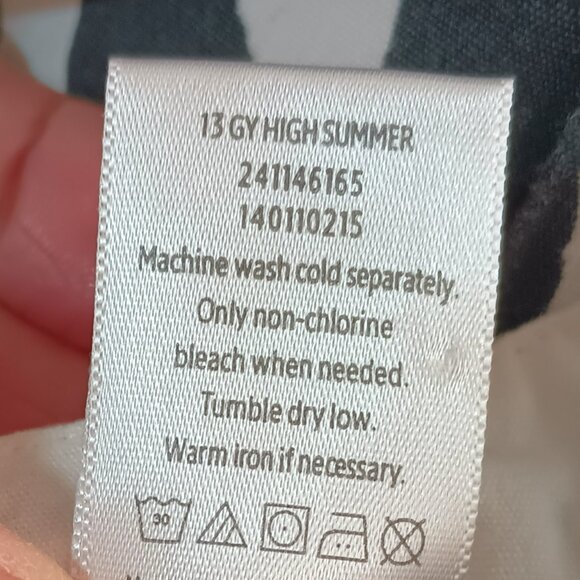 13 GY HIGH SUMMER
241146165
140110215
Machine wash cold separately.
Only non-chlorine
bleach when needed.
Tumble dry low.
Warm iron if necessary.
30